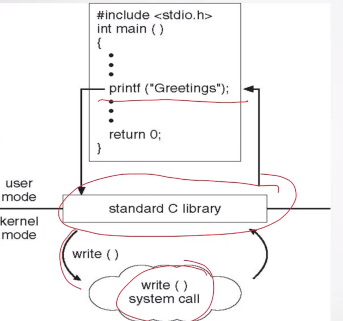 #include <stdio.h>
int main ( )
{
•
•
•
printf ("Greetings");
•
•
•
return 0;
}
user
mode
standard C library
kernel
mode
write ( )
write ( )
system call